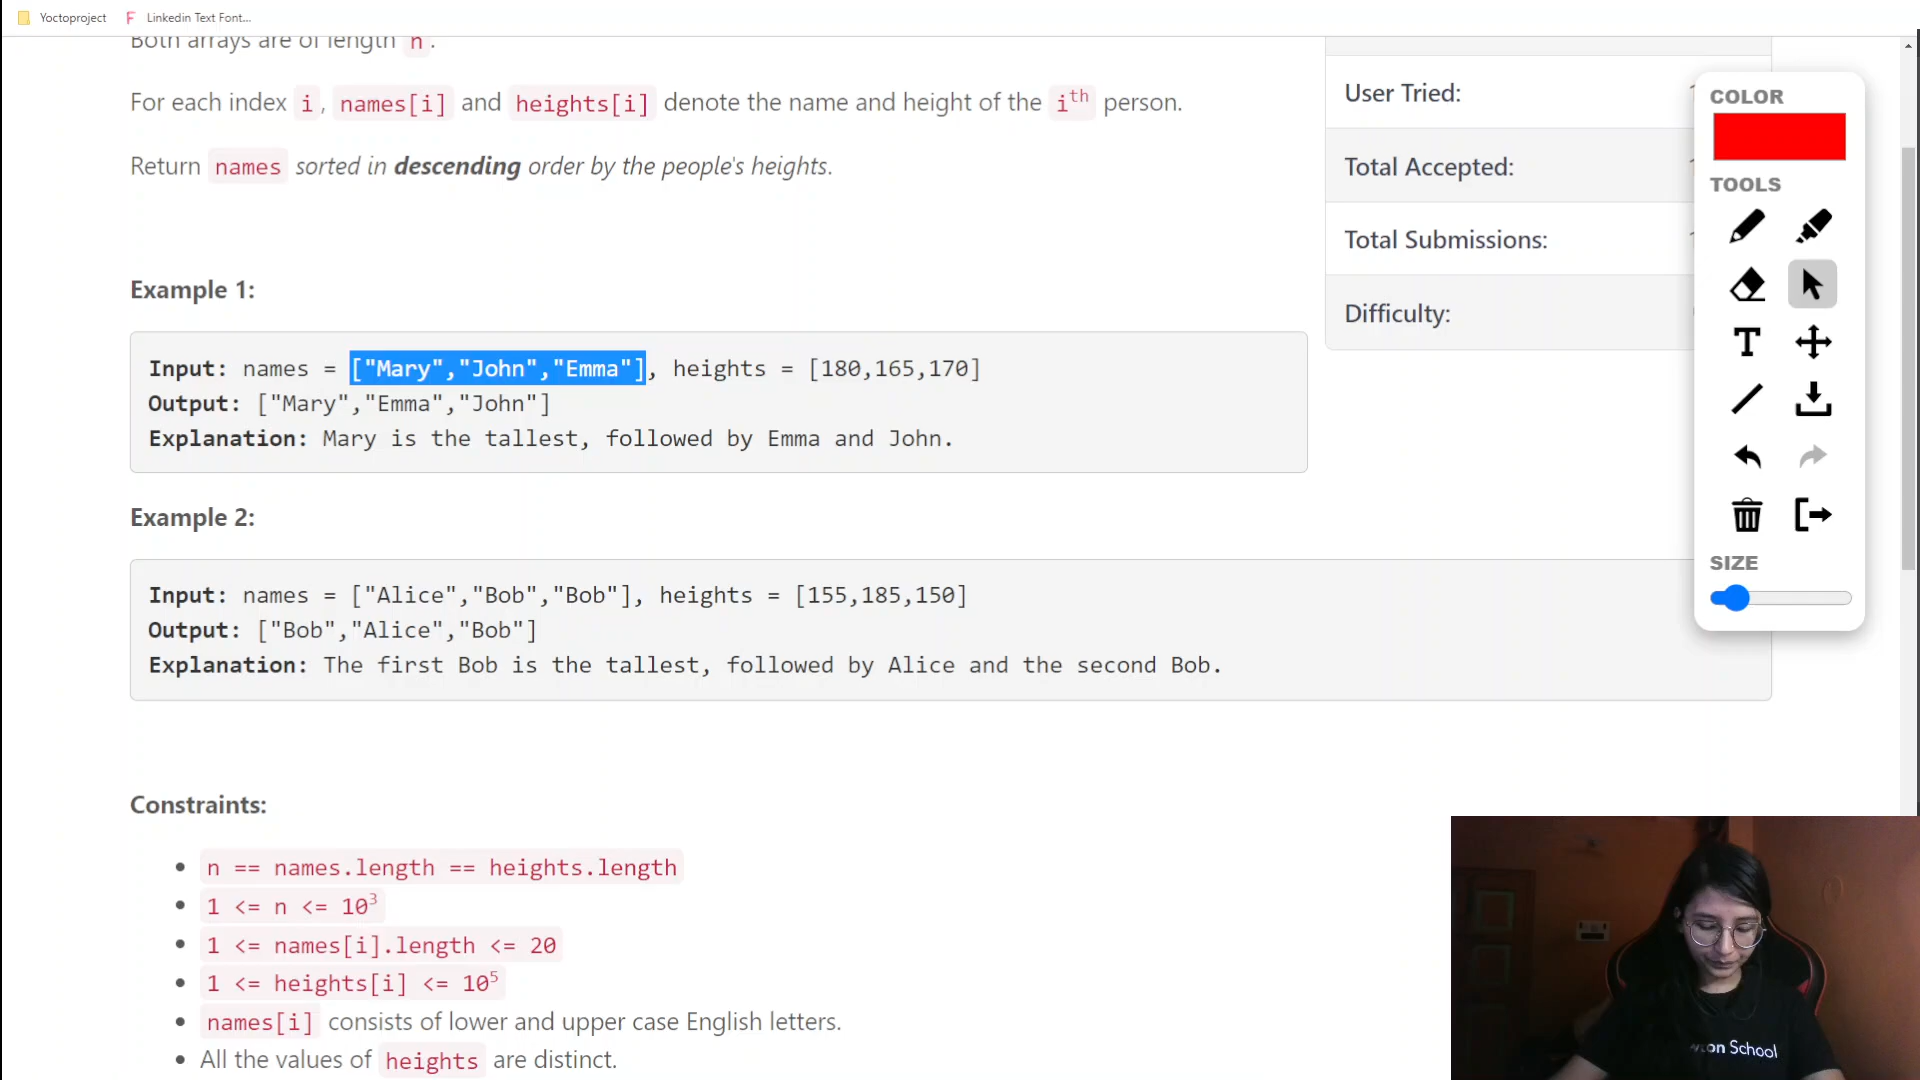 Yoctoproject
Linkedin Text Font...
Both arrays are of length n.
For each index i, names[i] and heights[i] denote the name and height of the iᵗʰ person.
Return names sorted in descending order by the people's heights.
Example 1:
Input: names = ["Mary","John","Emma"], heights = [180,165,170]
Output: ["Mary","Emma","John"]
Explanation: Mary is the tallest, followed by Emma and John.
Example 2:
Input: names = ["Alice","Bob","Bob"], heights = [155,185,150]
Output: ["Bob","Alice","Bob"]
Explanation: The first Bob is the tallest, followed by Alice and the second Bob.
Constraints:
n == names.length == heights.length
1 <= n <= 10³
1 <= names[i].length <= 20
1 <= heights[i] <= 10⁵
names[i] consists of lower and upper case English letters.
All the values of heights are distinct.
User Tried:
Total Accepted:
Total Submissions:
Difficulty:
COLOR
TOOLS
T
SIZE
School